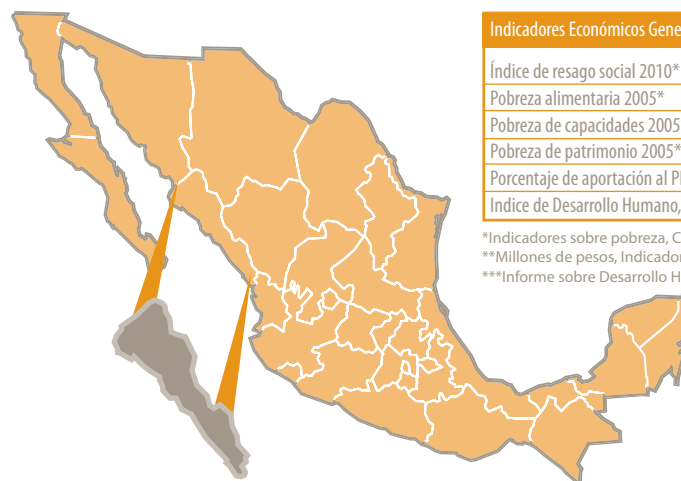 Indicadores Económicos Gene
Índice de resago social 2010*
Pobreza alimentaria 2005*
Pobreza de capacidades 2005
Pobreza de patrimonio 2005*
Porcentaje de aportación al P
Indice de Desarrollo Humano,
*Indicadores sobre pobreza, C
**Millones de pesos, Indicador
***Informe sobre Desarrollo H